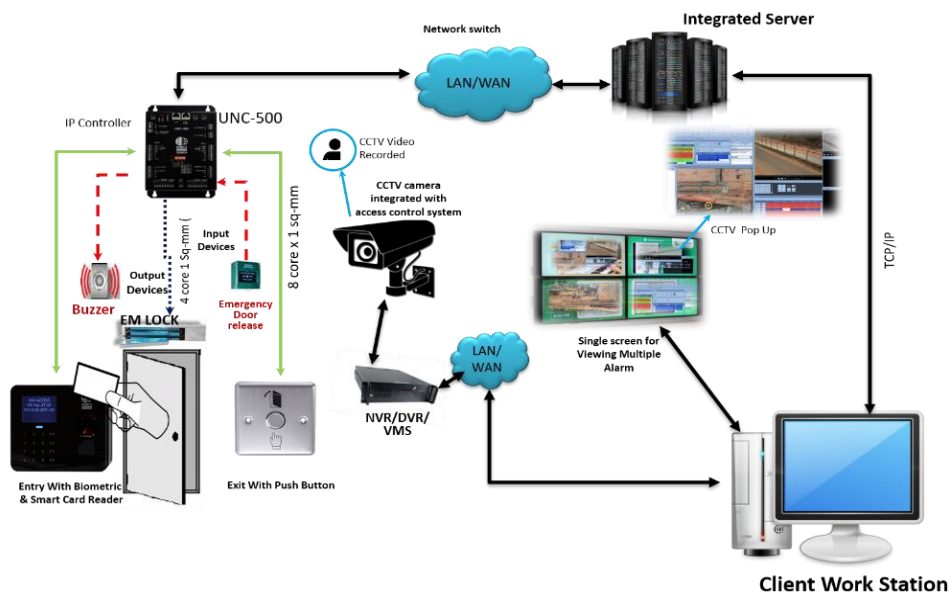 Integrated Server
Network switch
LAN/WAN
IP Controller
UNC-500
CCTV Video
Recorded
CCTV camera
integrated with
access control system
CCTV Pop Up
TCP/IP
8 core x 1 sq-mm
4 core 1 Sq-mm (
Input
Devices
Output
Devices
Buzzer
Emergency
Door
release
EM LOCK
LAN/
WAN
Single screen for
Viewing Multiple
Alarm
NVR/DVR/
VMS
Entry With Biometric
& Smart Card Reader
Exit With Push Button
Client Work Station